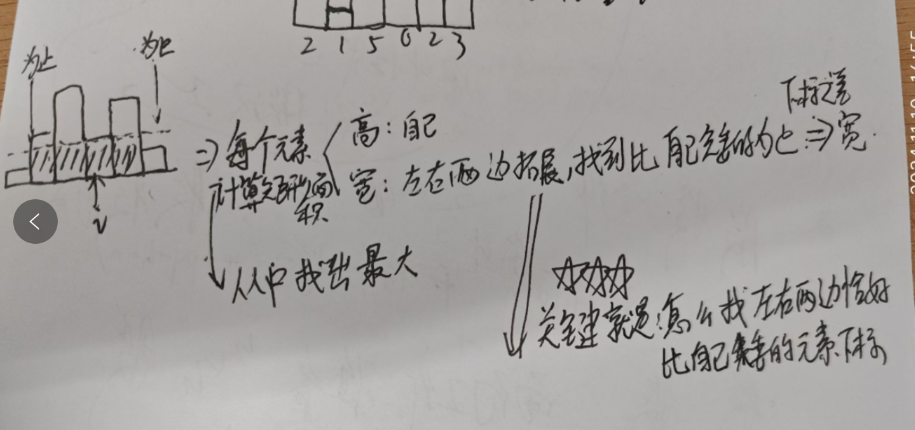 2 1 5 0 2 3
为止
为止
下标之差
⇒ 每个元素
计算矩形面积
高:自己
宽:左右两边拓展,找到比自己矮的为止 ⇒ 宽.
i
从中找出最大
☆☆☆
关键就是:怎么找左右两边恰好
比自己矮的元素下标